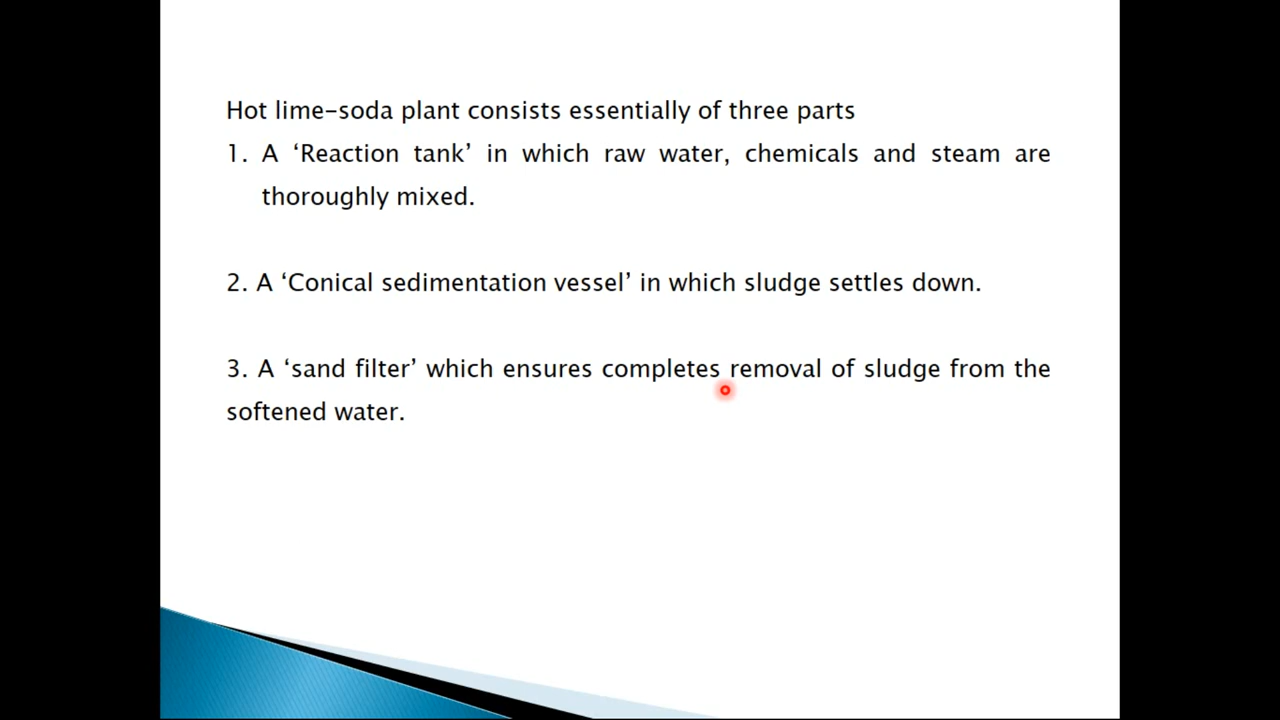 Hot lime-soda plant consists essentially of three parts
1. A ‘Reaction tank’ in which raw water, chemicals and steam are
thoroughly mixed.
2. A ‘Conical sedimentation vessel’ in which sludge settles down.
3. A ‘sand filter’ which ensures completes removal of sludge from the
softened water.